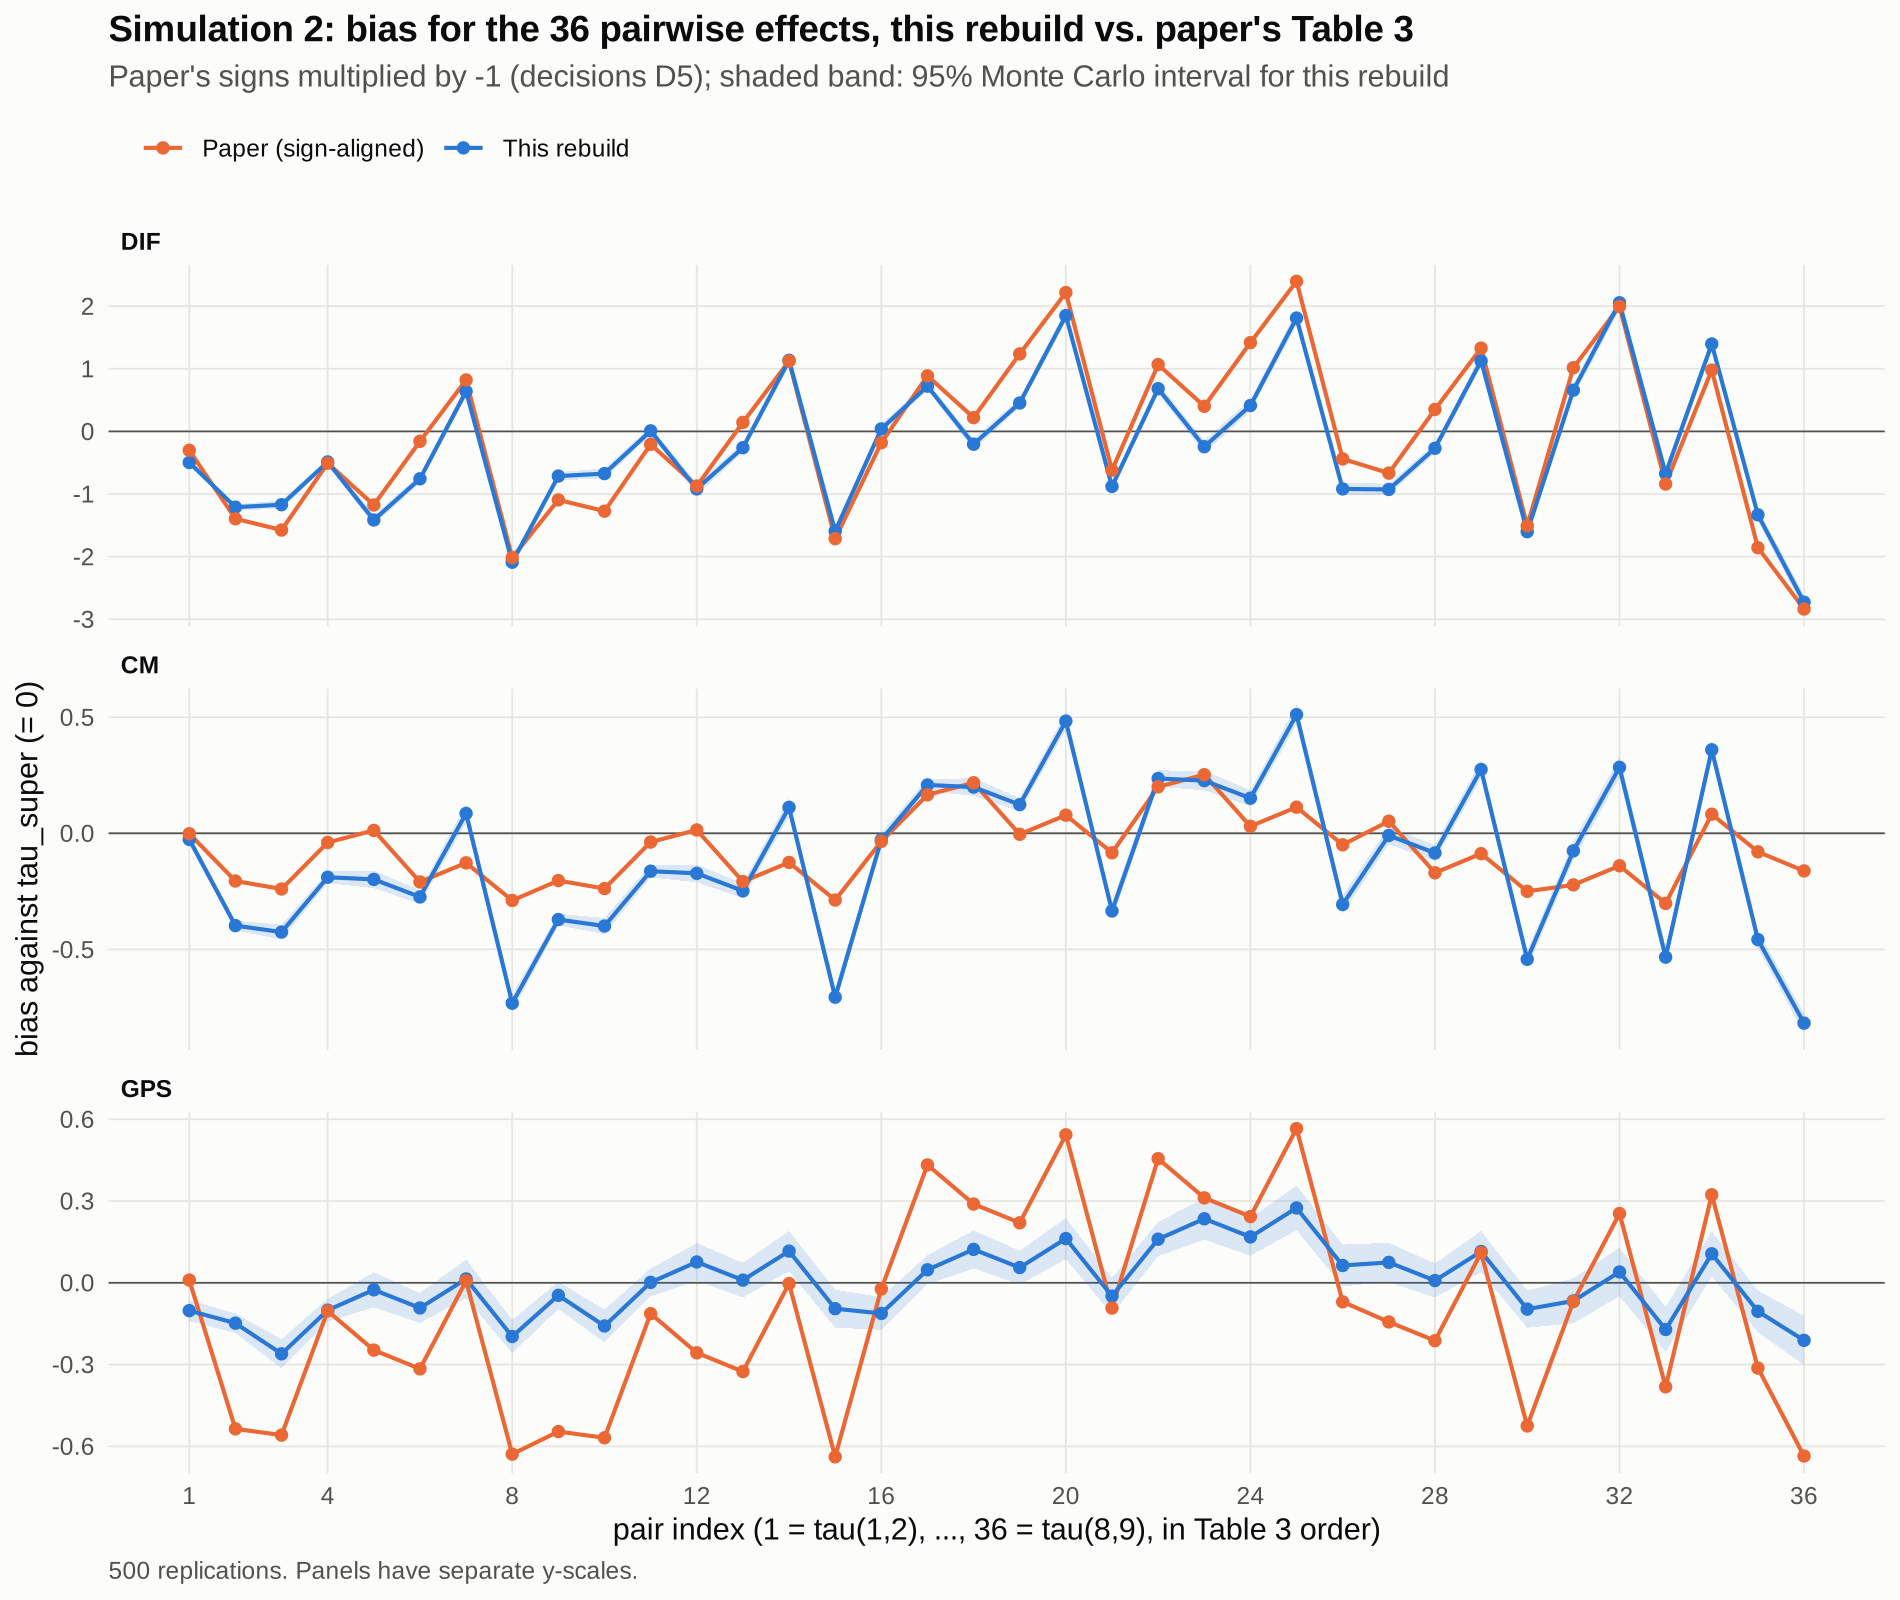 Simulation 2: bias for the 36 pairwise effects, this rebuild vs. paper's Table 3
Paper's signs multiplied by -1 (decisions D5); shaded band: 95% Monte Carlo interval for this rebuild
Paper (sign-aligned)
This rebuild
DIF
2
1
0
-1
-2
-3
CM
0.5
0.0
-0.5
bias against tau_super (= 0)
GPS
0.6
0.3
0.0
-0.3
-0.6
1 4 8 12 16 20 24 28 32 36
pair index (1 = tau(1,2), ..., 36 = tau(8,9), in Table 3 order)
500 replications. Panels have separate y-scales.